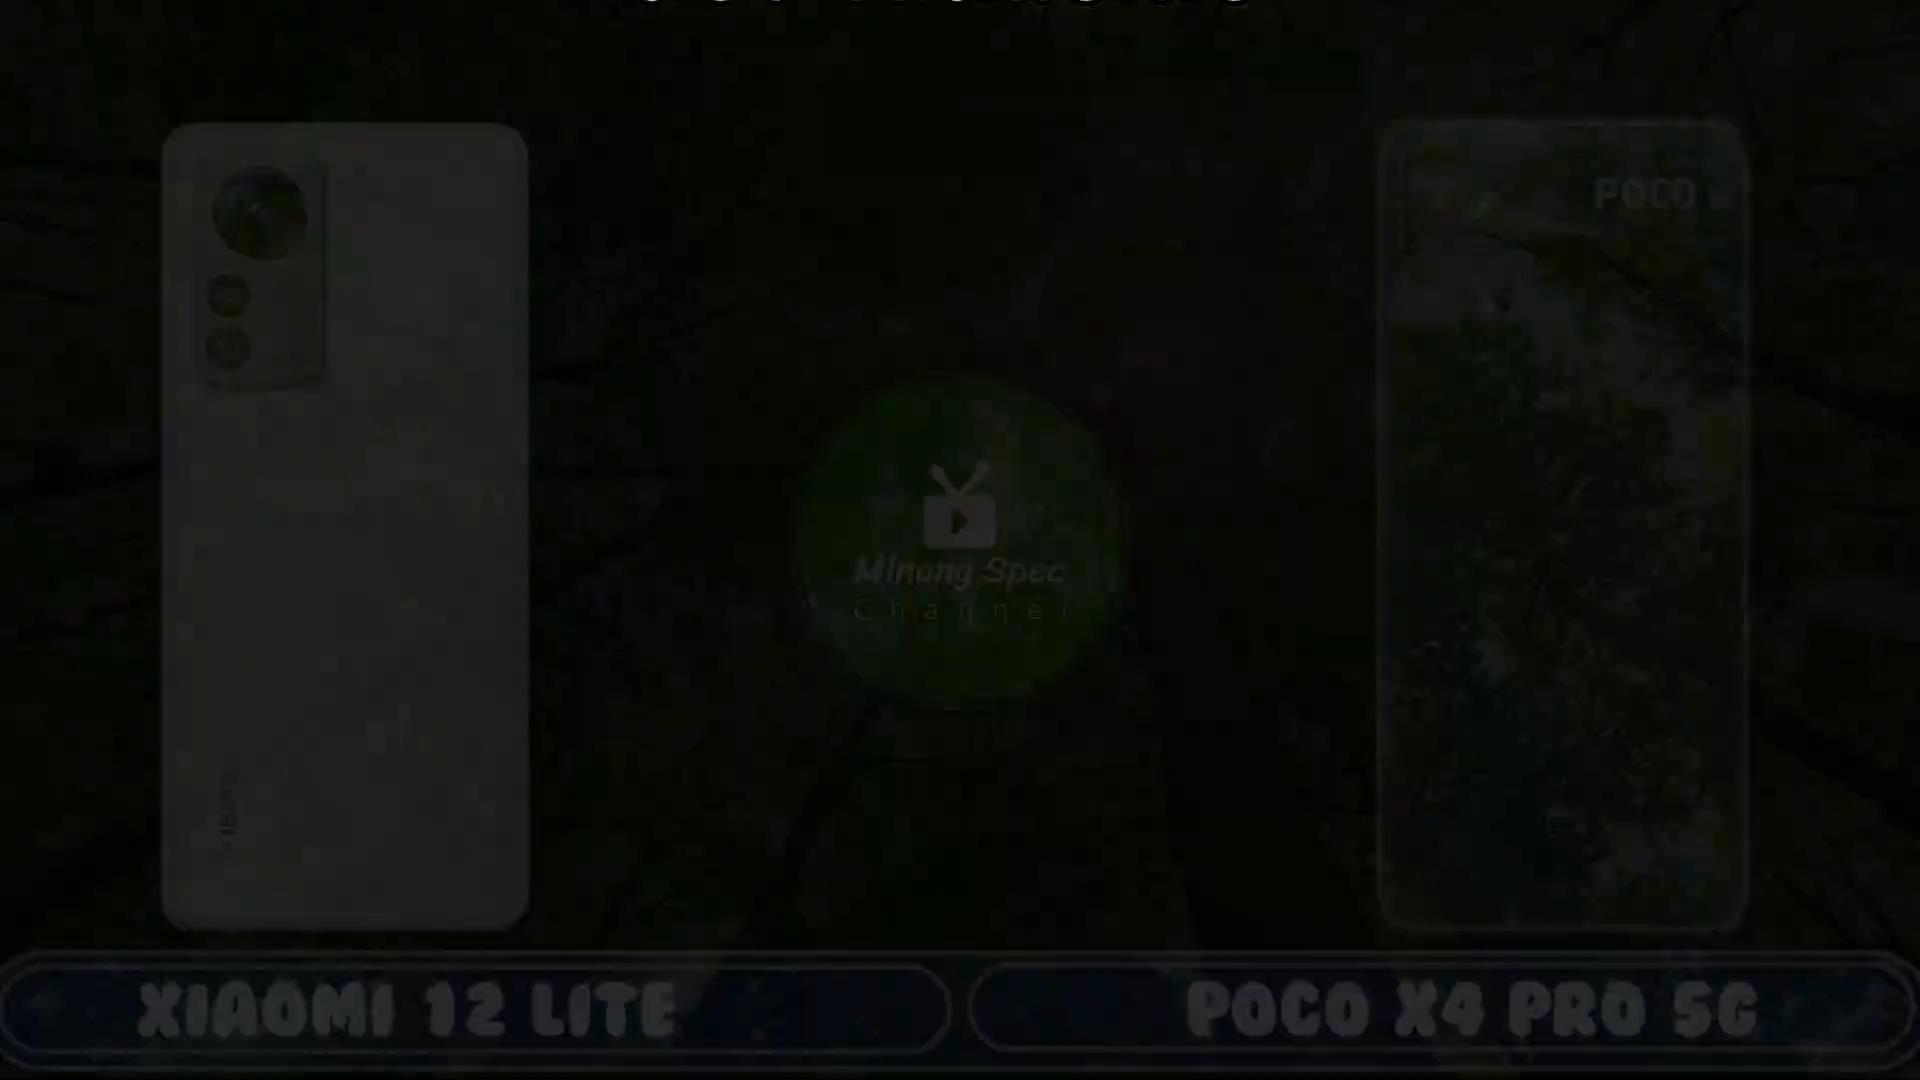 POCO
Minang Spec
Channel
XIAOMI 12 LITE
POCO X4 PRO 5G